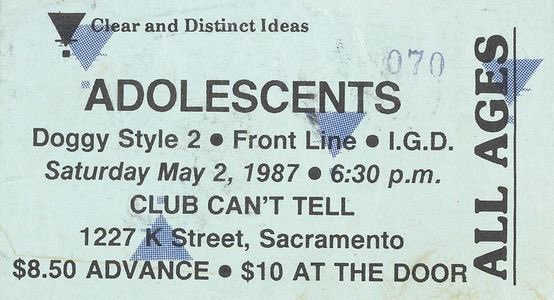 Clear and Distinct Ideas
070
ADOLESCENTS
Doggy Style 2 • Front Line • I.G.D.
Saturday May 2, 1987 • 6:30 p.m.
CLUB CAN'T TELL
1227 K Street, Sacramento
$8.50 ADVANCE • $10 AT THE DOOR
ALL AGES